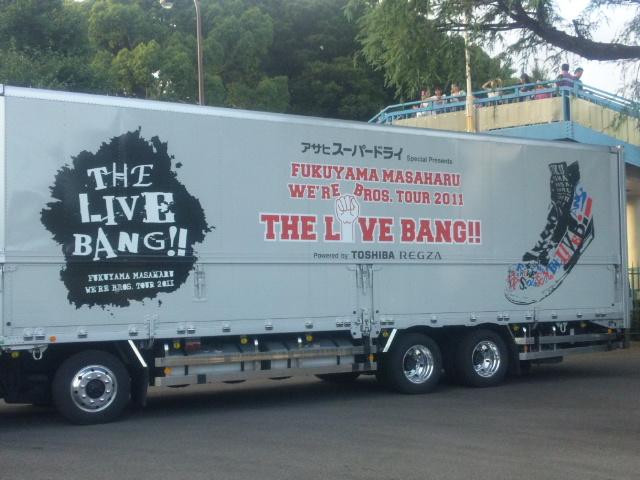 THE
LIVE
BANG!!
FUKUYAMA MASAHARU
WE'RE BROS. TOUR 2011
アサヒスーパードライ Special Presents
FUKUYAMA MASAHARU
WE'RE BROS. TOUR 2011
THE LIVE BANG!!
Powered by TOSHIBA REGZA